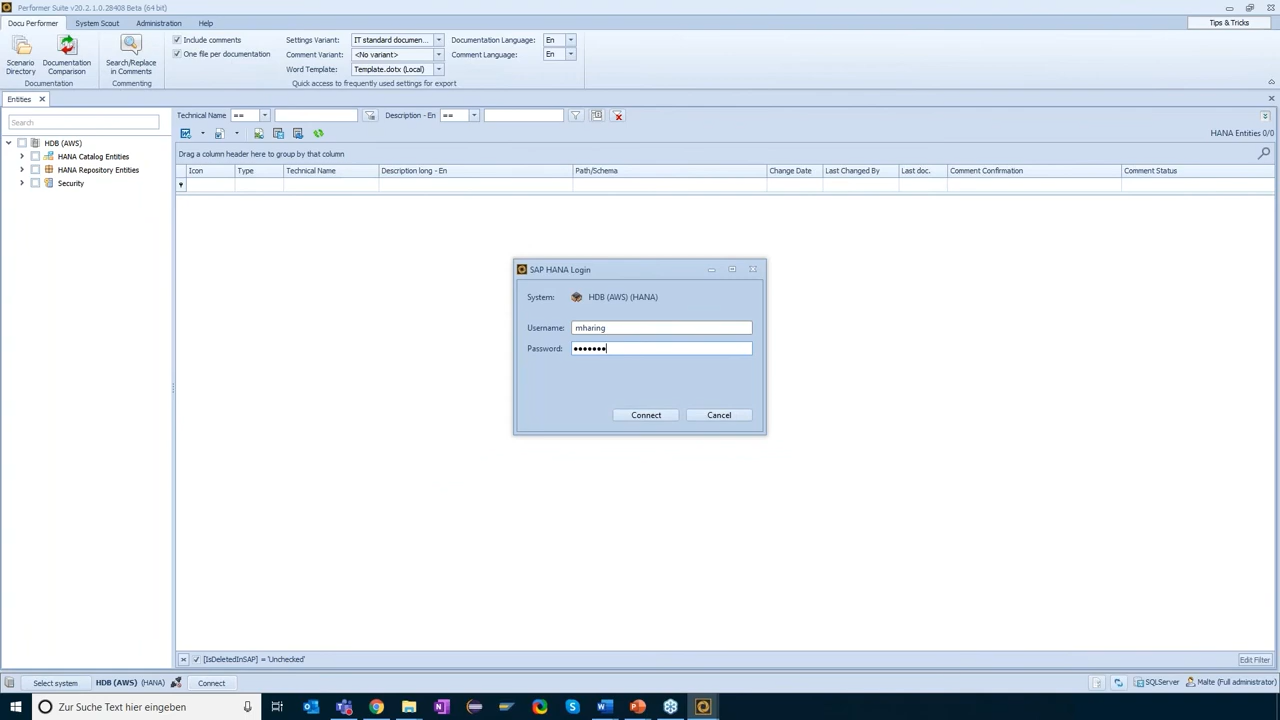 Performer Suite v20.2.1.0.28408 Beta (64 bit)
Docu Performer System Scout Administration Help Tips & Tricks
Include comments Settings Variant: IT standard documen... Documentation Language: En
One file per documentation Comment Variant: <No variant> Comment Language: En
Word Template: Template.dotx (Local)
Scenario Directory
Documentation Comparison
Search/Replace in Comments
Documentation Commenting Quick access to frequently used settings for export
Entities
Technical Name == Description - En ==
Search
HANA Entities 0/0
HDB (AWS)
HANA Catalog Entities
HANA Repository Entities
Security
Drag a column header here to group by that column
Icon Type Technical Name Description long - En Path/Schema Change Date Last Changed By Last doc. Comment Confirmation Comment Status
SAP HANA Login
System: HDB (AWS) (HANA)
Username: mharing
Password: •••••••
Connect Cancel
[IsDeletedInSAP] = 'Unchecked' Edit Filter
Select system HDB (AWS) (HANA) Connect SQLServer Malte (Full administrator)
Zur Suche Text hier eingeben